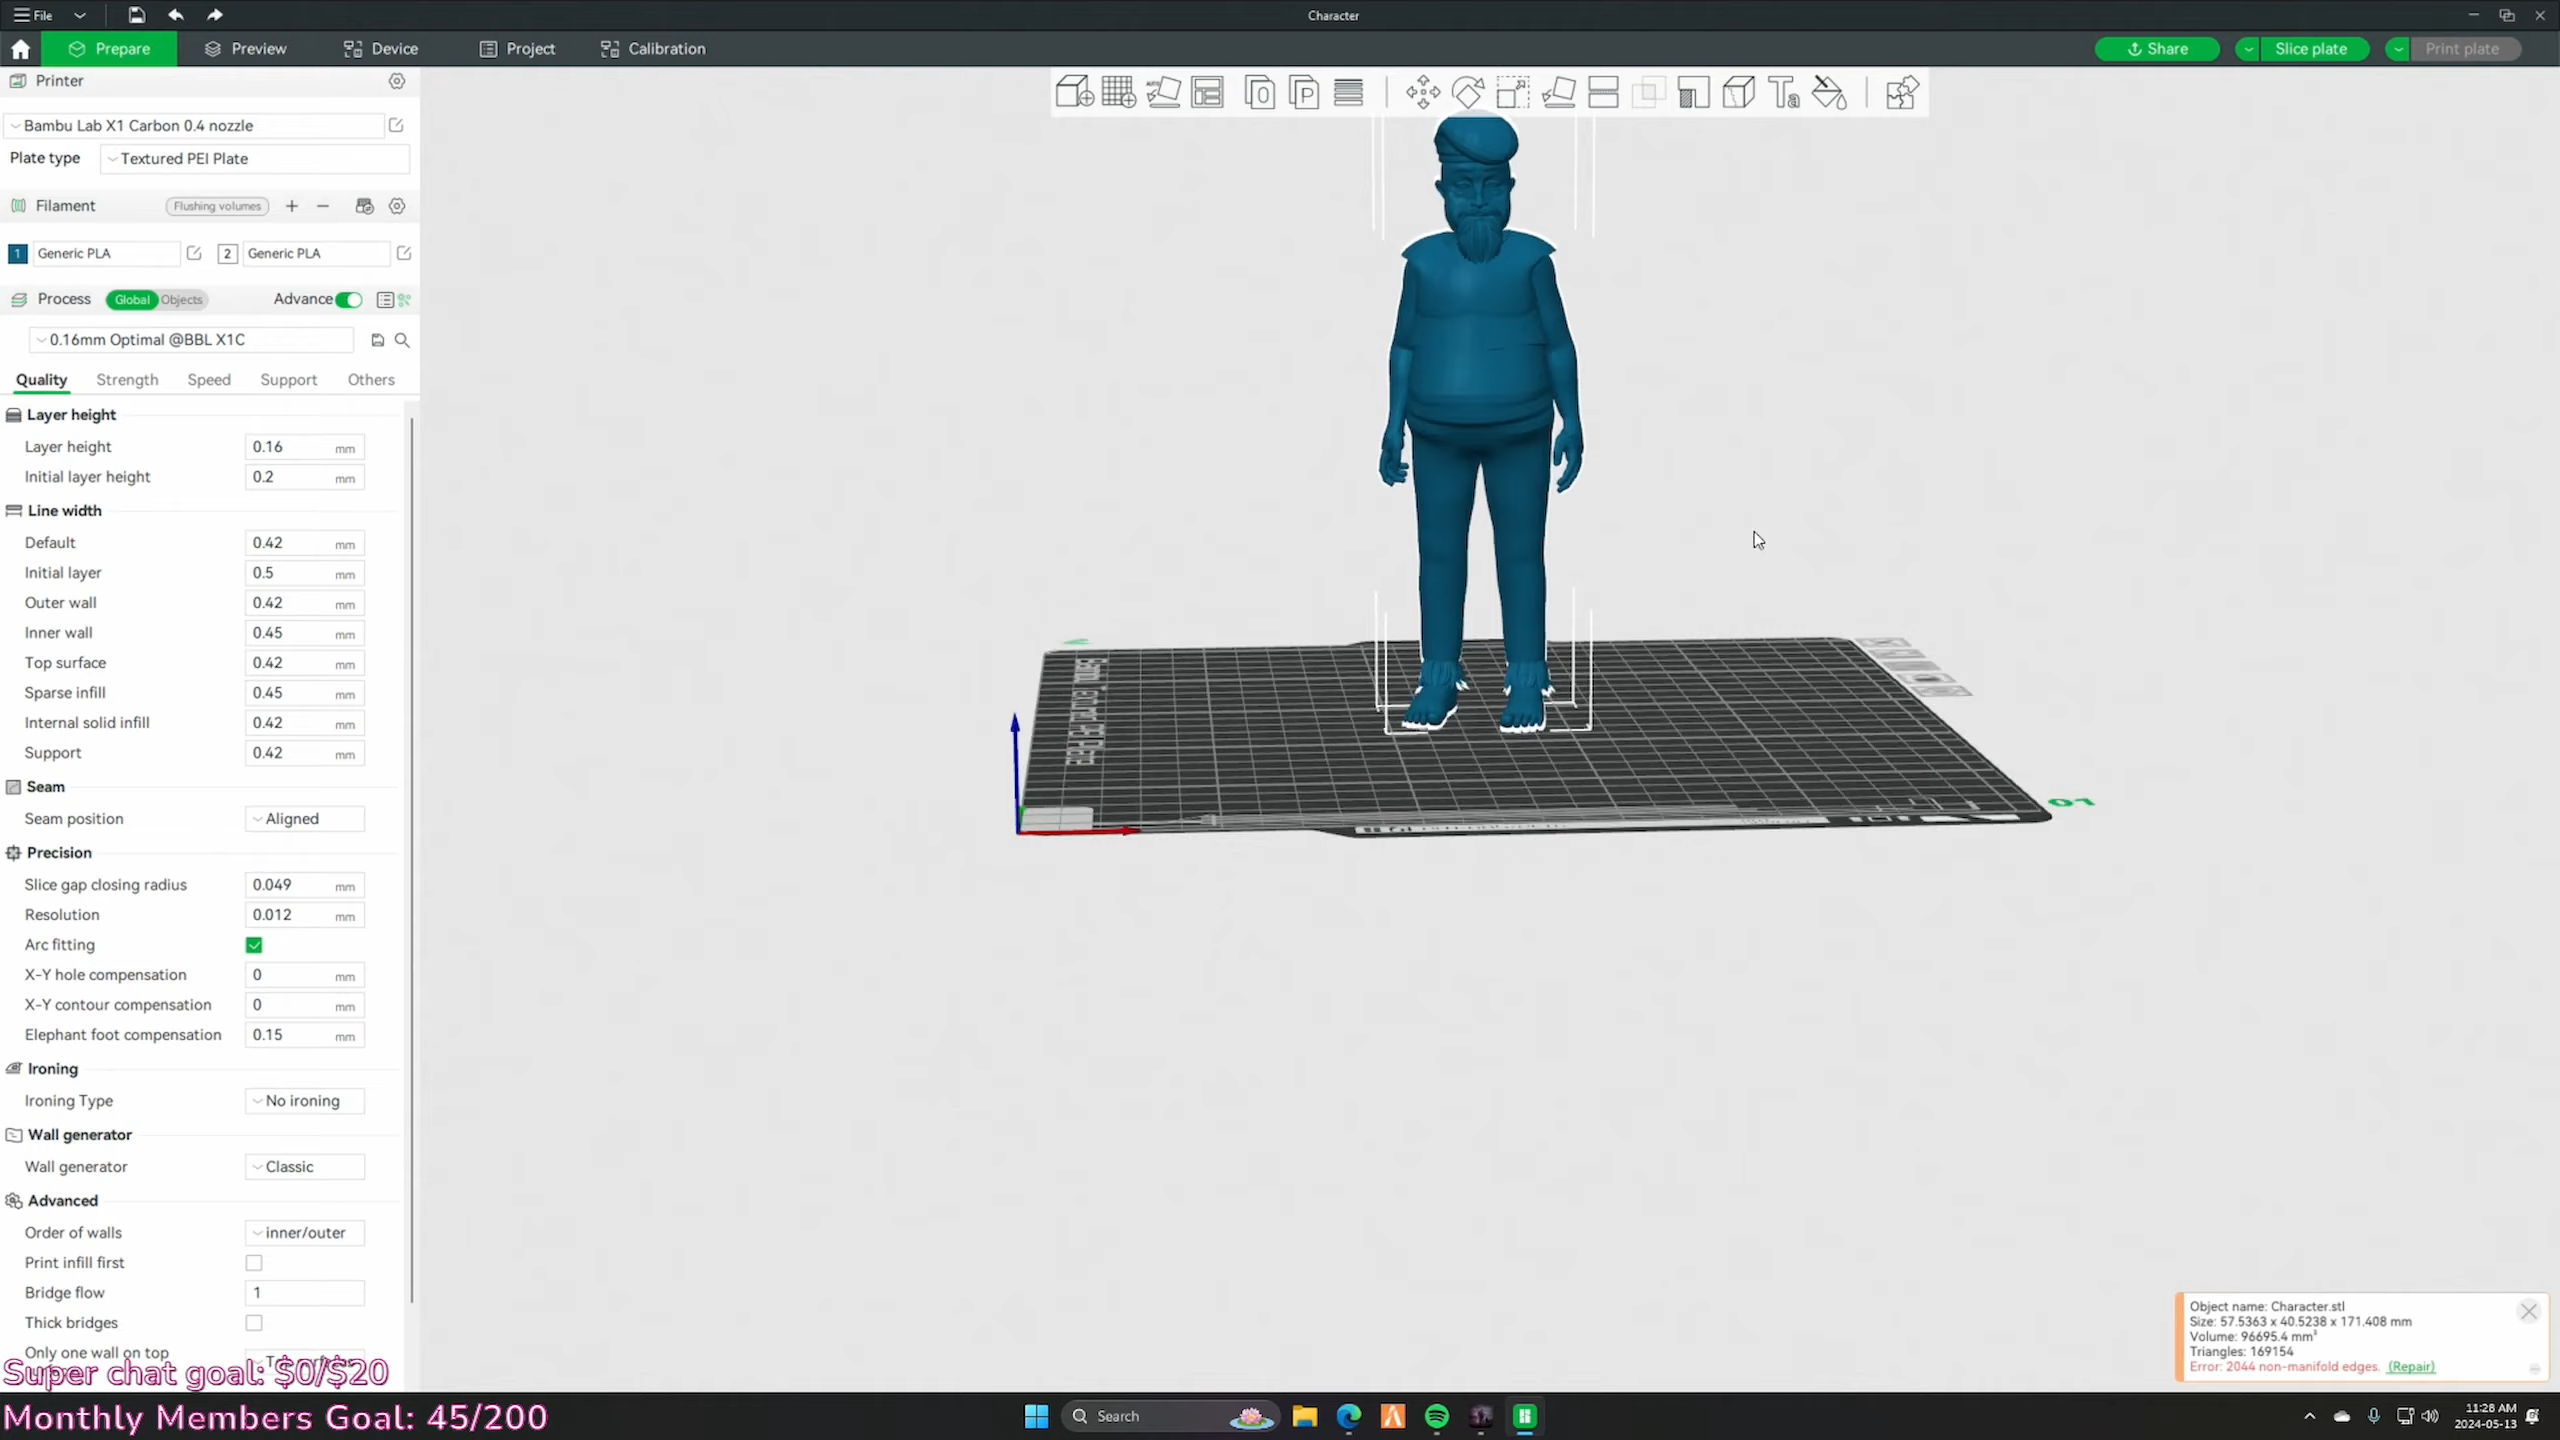 File
Character
Prepare
Preview
Device
Project
Calibration
Share
Slice plate
Print plate
Printer
Bambu Lab X1 Carbon 0.4 nozzle
Plate type
Textured PEI Plate
Filament
Flushing volumes
1 Generic PLA
2 Generic PLA
Process Global Objects Advance
0.16mm Optimal @BBL X1C
Quality Strength Speed Support Others
Layer height
Layer height 0.16 mm
Initial layer height 0.2 mm
Line width
Default 0.42 mm
Initial layer 0.5 mm
Outer wall 0.42 mm
Inner wall 0.45 mm
Top surface 0.42 mm
Sparse infill 0.45 mm
Internal solid infill 0.42 mm
Support 0.42 mm
Seam
Seam position Aligned
Precision
Slice gap closing radius 0.049 mm
Resolution 0.012 mm
Arc fitting
X-Y hole compensation 0 mm
X-Y contour compensation 0 mm
Elephant foot compensation 0.15 mm
Ironing
Ironing Type No ironing
Wall generator
Wall generator Classic
Advanced
Order of walls inner/outer
Print infill first
Bridge flow 1
Thick bridges
Only one wall on top
Super chat goal: $0/$20
Monthly Members Goal: 45/200
01
Object name: Character.stl
Size: 57.5363 x 40.5238 x 171.408 mm
Volume: 96695.4 mm³
Triangles: 169154
Error: 2044 non-manifold edges. (Repair)
Search
11:28 AM
2024-05-13